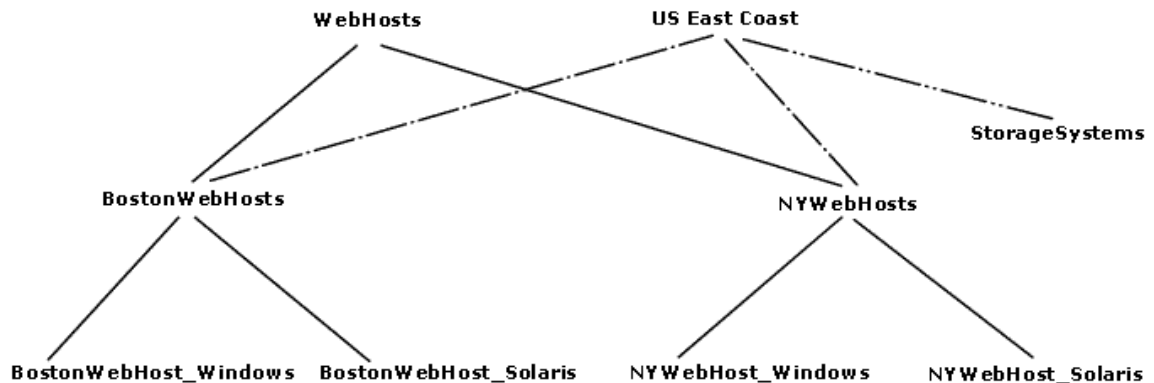 WebHosts
US East Coast
StorageSystems
BostonWebHosts
NYWebHosts
BostonWebHost_Windows
BostonWebHost_Solaris
NYWebHost_Windows
NYWebHost_Solaris